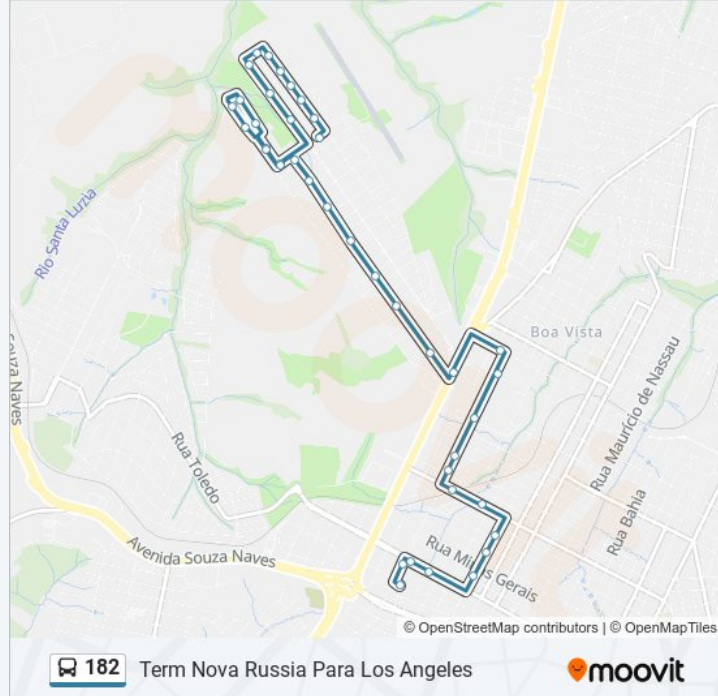 Rio Santa Luzia
Souza Naves
Boa Vista
Rua Maurício de Nassau
Rua Toledo
Rua Bahia
Rua Minas Gerais
Avenida Souza Naves
© OpenStreetMap contributors | © OpenMapTiles
182 Term Nova Russia Para Los Angeles
moovit